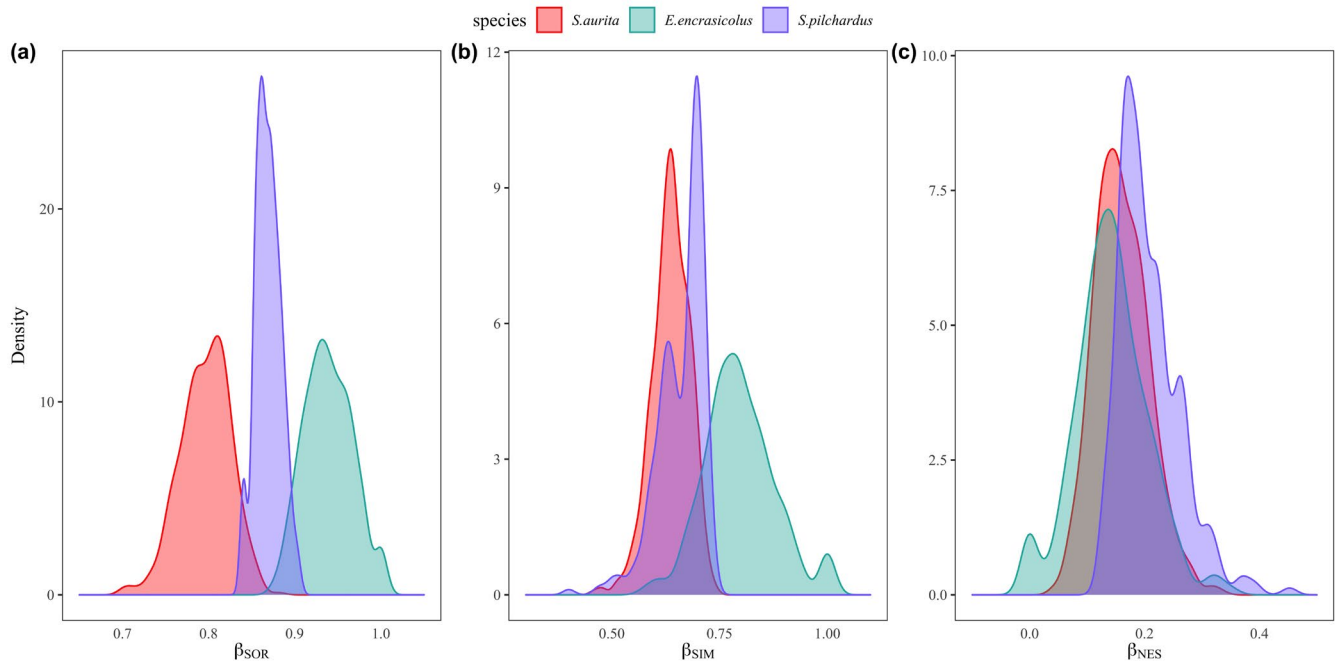 species S.aurita E.encrasicolus S.pilchardus
(a)
(b)
(c)
Density
20
10
0
0.7 0.8 0.9 1.0
βSOR
12
9
6
3
0
0.50 0.75 1.00
βSIM
10.0
7.5
5.0
2.5
0.0
0.0 0.2 0.4
βNES